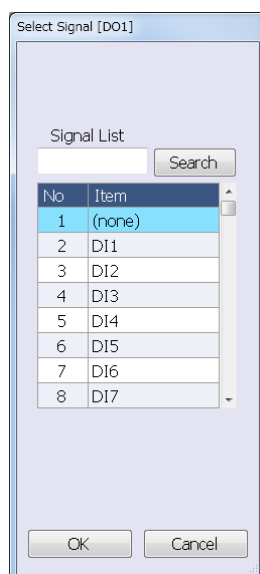 Select Signal [DO1]
Signal List
Search
No Item
1 (none)
2 DI1
3 DI2
4 DI3
5 DI4
6 DI5
7 DI6
8 DI7
OK Cancel